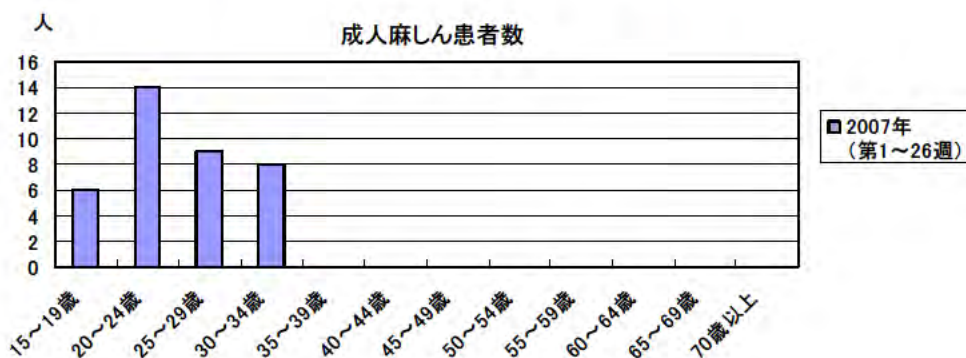 人
成人麻しん患者数
16
14
12
10
8
6
4
2
0
15～19歳
20～24歳
25～29歳
30～34歳
35～39歳
40～44歳
45～49歳
50～54歳
55～59歳
60～64歳
65～69歳
70歳以上
2007年
（第1～26週）